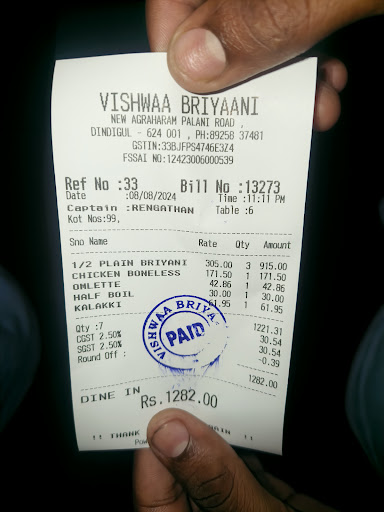 VISHWAA BRIYAANI
NEW AGRAHARAM PALANI ROAD ,
DINDIGUL - 624 001 , PH:89258 37481
GSTIN:33BJFPS4746E3Z4
FSSAI NO:12423006000539
Ref No :33 Bill No :13273
Date :08/08/2024 Time :11:11 PM
Captain :RENGATHAN Table :6
Kot Nos:99,
Sno Name Rate Qty Amount
1/2 PLAIN BRIYANI 305.00 3 915.00
CHICKEN BONELESS 171.50 1 171.50
OMLETTE 42.86 1 42.86
HALF BOIL 30.00 1 30.00
KALAKKI 61.95 1 61.95
VISHWAA BRIYA
PAID
Qty :7 1221.31
CGST 2.50% 30.54
SGST 2.50% 30.54
Round Off : -0.39
1282.00
DINE IN
Rs.1282.00
!! THANK !!